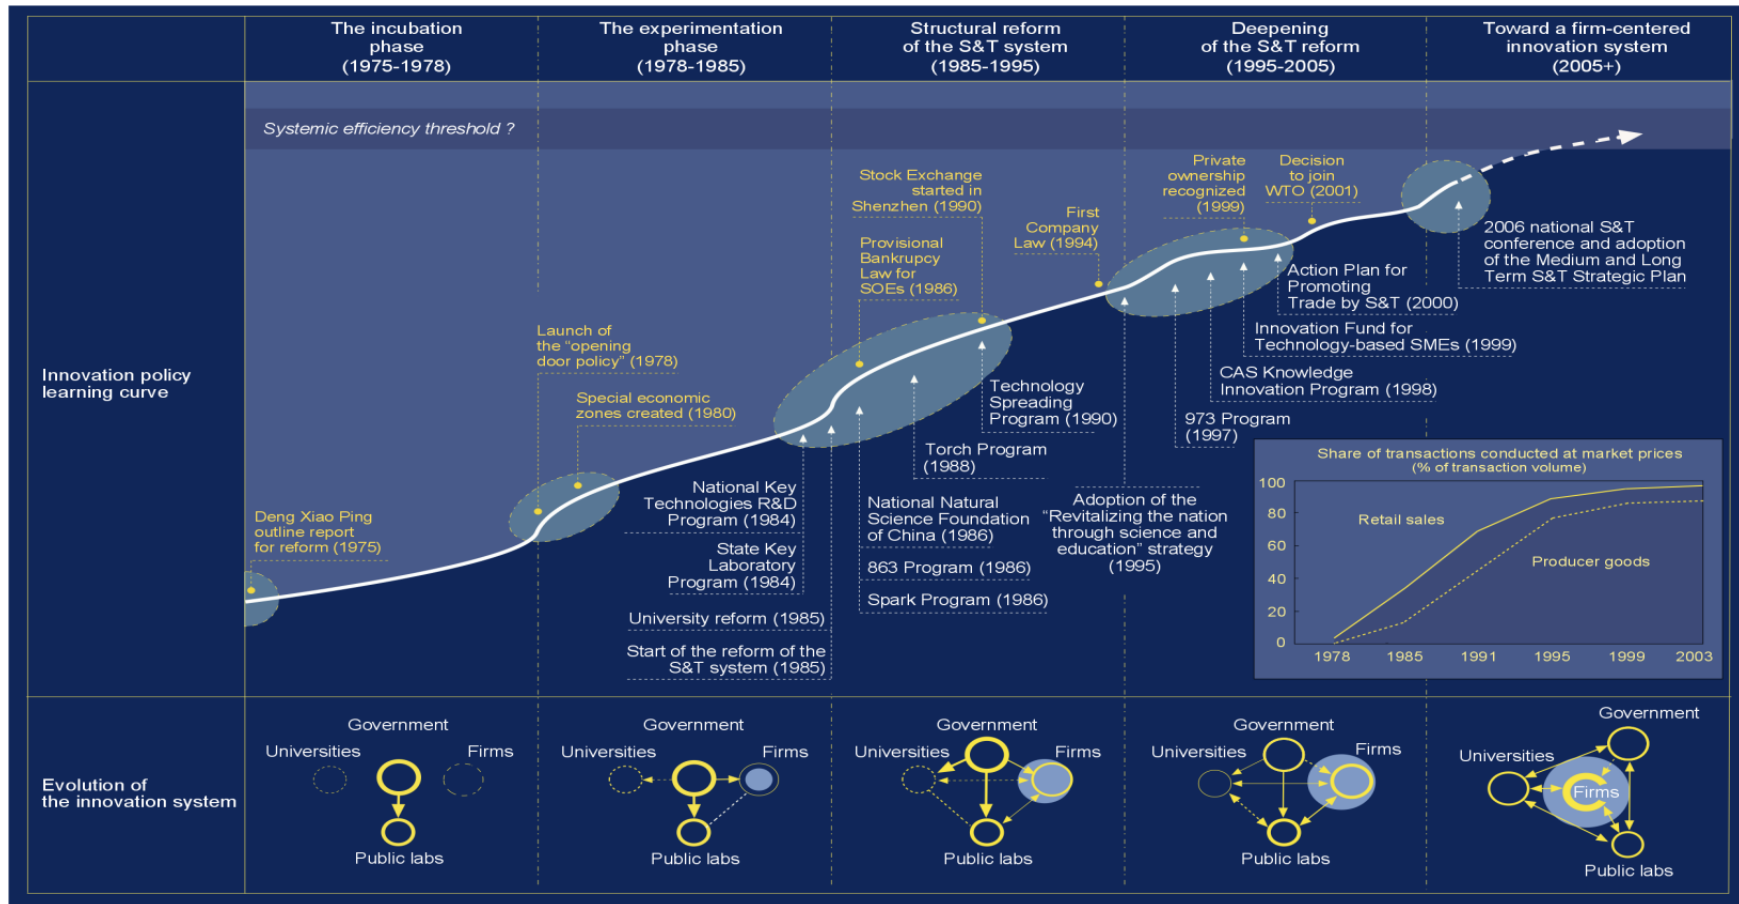 The incubation
phase
(1975-1978)
The experimentation
phase
(1978-1985)
Structural reform
of the S&T system
(1985-1995)
Deepening
of the S&T reform
(1995-2005)
Toward a firm-centered
innovation system
(2005+)
Innovation policy
learning curve
Systemic efficiency threshold ?
Deng Xiao Ping
outline report
for reform (1975)
Launch of
the “opening
door policy” (1978)
Special economic
zones created (1980)
National Key
Technologies R&D
Program (1984)
State Key
Laboratory
Program (1984)
University reform (1985)
Start of the reform of the
S&T system (1985)
Stock Exchange
started in
Shenzhen (1990)
Provisional
Bankrupcy
Law for
SOEs (1986)
First
Company
Law (1994)
Technology
Spreading
Program (1990)
Torch Program
(1988)
National Natural
Science Foundation
of China (1986)
863 Program (1986)
Spark Program (1986)
Private
ownership
recognized
(1999)
Decision
to join
WTO (2001)
Action Plan for
Promoting
Trade by S&T (2000)
Innovation Fund for
Technology-based SMEs (1999)
CAS Knowledge
Innovation Program (1998)
973 Program
(1997)
Adoption of the
“Revitalizing the nation
through science and
education” strategy
(1995)
2006 national S&T
conference and adoption
of the Medium and Long
Term S&T Strategic Plan
Share of transactions conducted at market prices
(% of transaction volume)
100
80
60
40
20
0
Retail sales
Producer goods
1978 1985 1991 1995 1999 2003
Evolution of
the innovation system
Government
Universities
Firms
Public labs
Government
Universities
Firms
Public labs
Government
Universities
Firms
Public labs
Government
Universities
Firms
Public labs
Government
Universities
Firms
Public labs